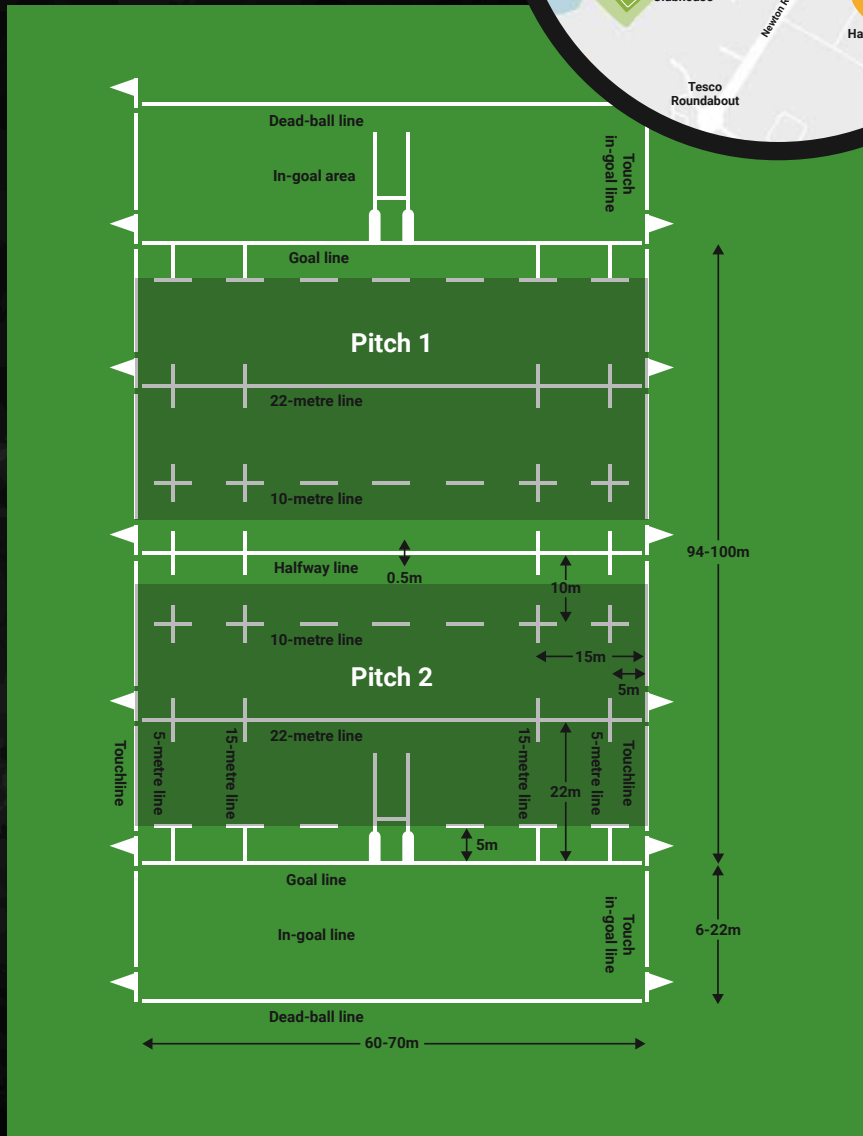 Tesco
Roundabout
Dead-ball line
In-goal area
Touch
in-goal line
Goal line
Pitch 1
22-metre line
10-metre line
94-100m
Halfway line
0.5m
10m
10-metre line
15m
Pitch 2
5m
22-metre line
Touchline
5-metre line
15-metre line
15-metre line
22m
5-metre line
Touchline
5m
Goal line
In-goal line
Touch
in-goal line
6-22m
Dead-ball line
60-70m